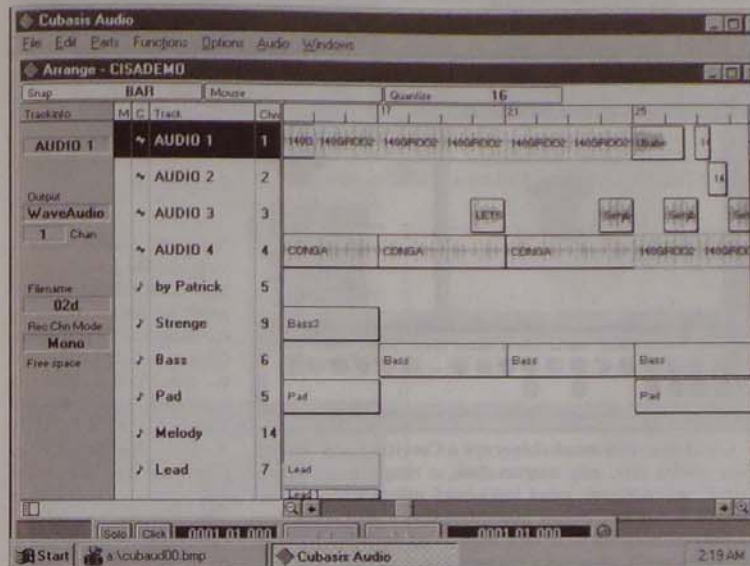 Cubasis Audio
File Edit Parts Functions Options Audio Windows
Arrange - CISADEMO
Snap BAR Mouse Quantize 16
TrackInfo M C Track Chn 17 21 25
AUDIO 1 AUDIO 1 1 140GROO2 140GROO2 140GROO2 140GROO2 140GROO2
AUDIO 2 2 14
Output
WaveAudio AUDIO 3 3 LETS
1 Chan
AUDIO 4 4 CONGA CONGA CONGA 140GROO2
by Patrick 5
Filename
02d
Rec Chn Mode Strenge 9 Bass2
Mono
Free space Bass 6 Bass Bass Bass
Pad 5 Pad Pad
Melody 14
Lead 7 Lead
Lead 1
Solo Click 0001.01.000 0001.01.000
Start a:\cubaud00.bmp Cubasis Audio 2:19 AM